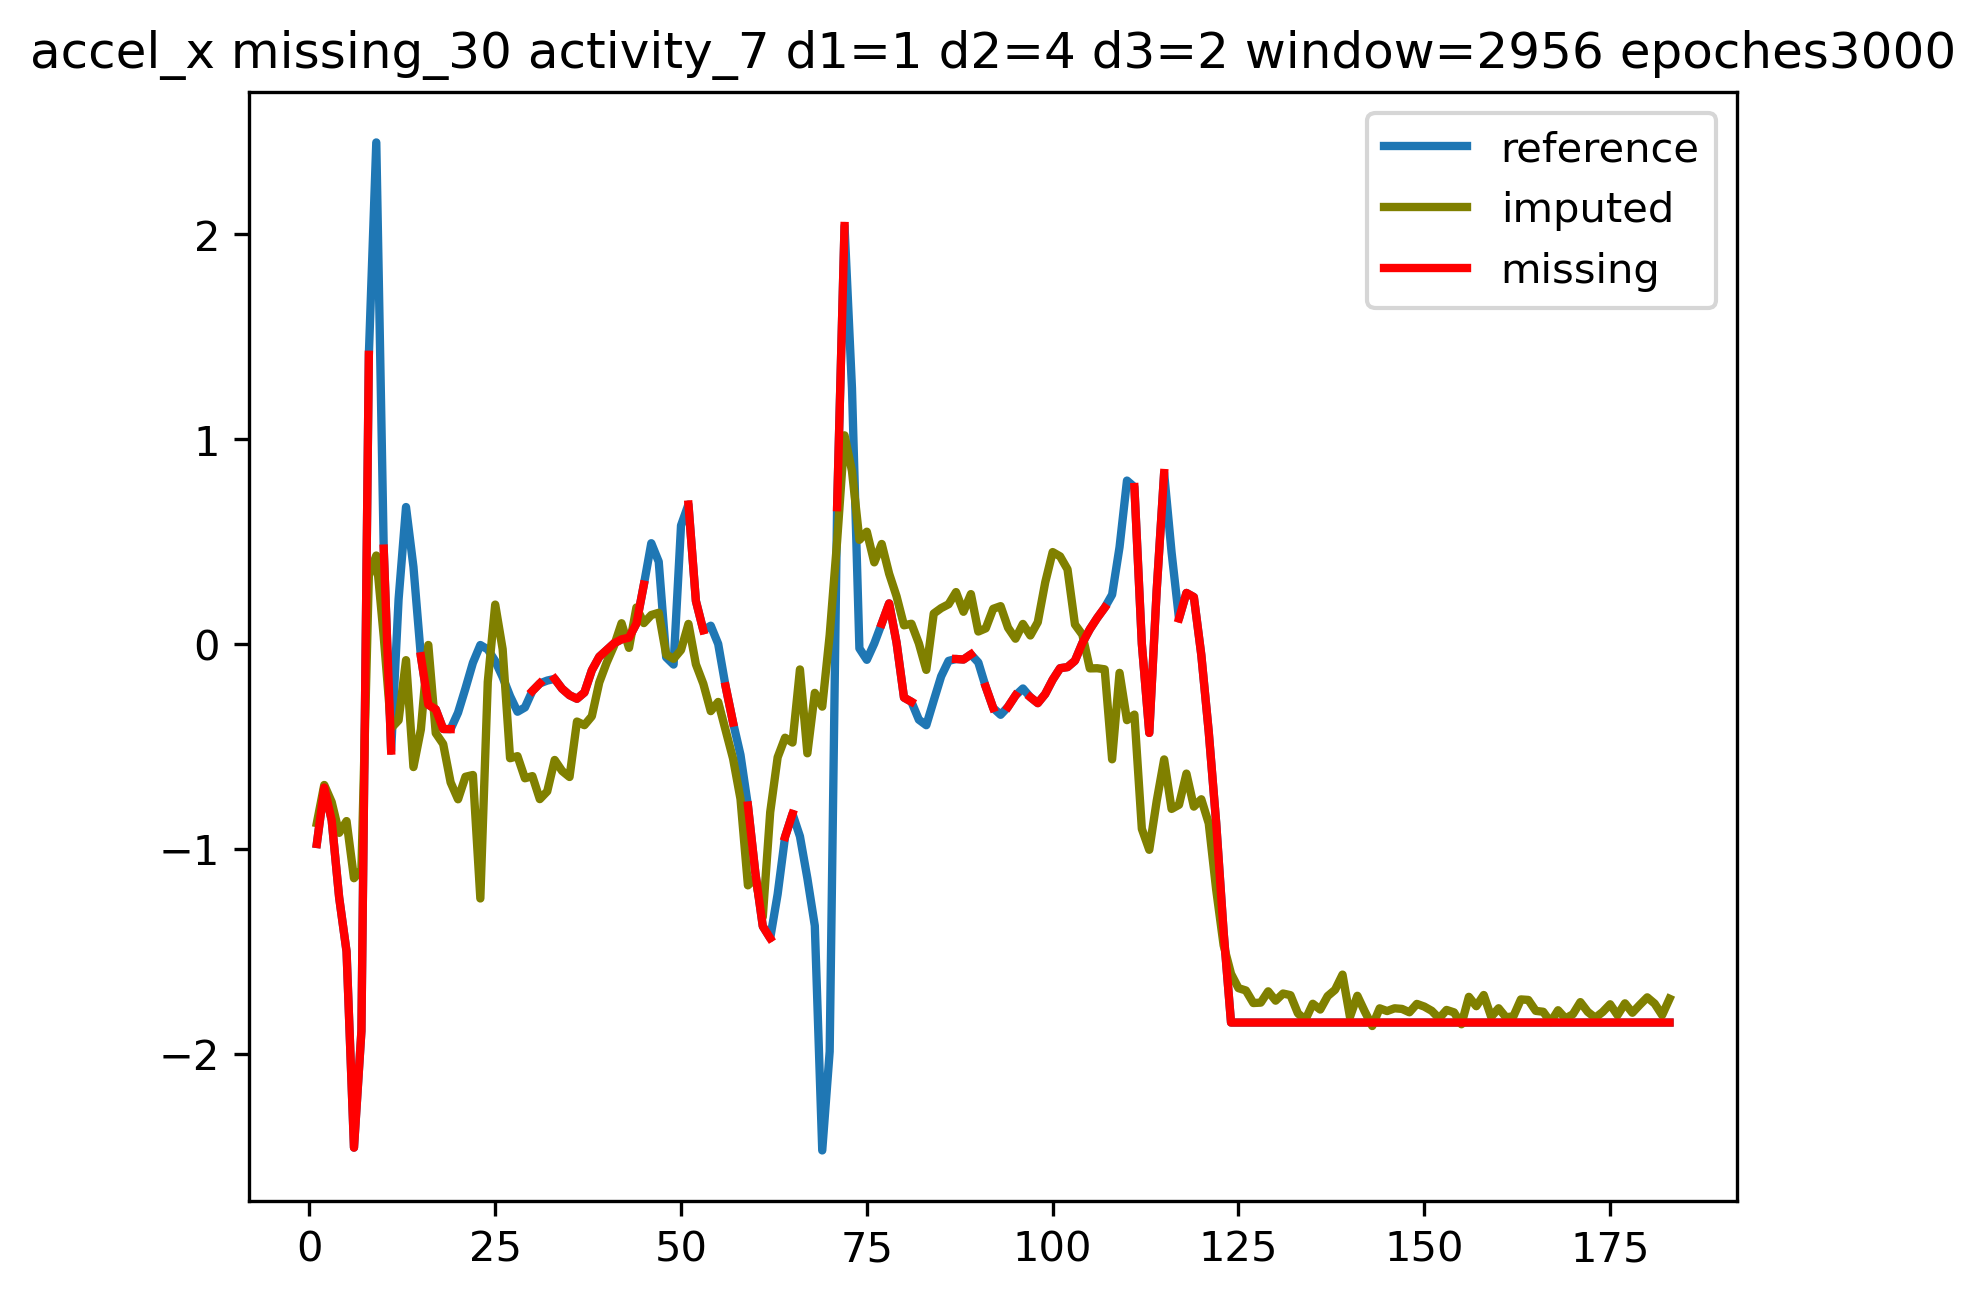 accel_x missing_30 activity_7 d1=1 d2=4 d3=2 window=2956 epoches3000
reference
imputed
missing
2
1
0
−1
−2
0 25 50 75 100 125 150 175